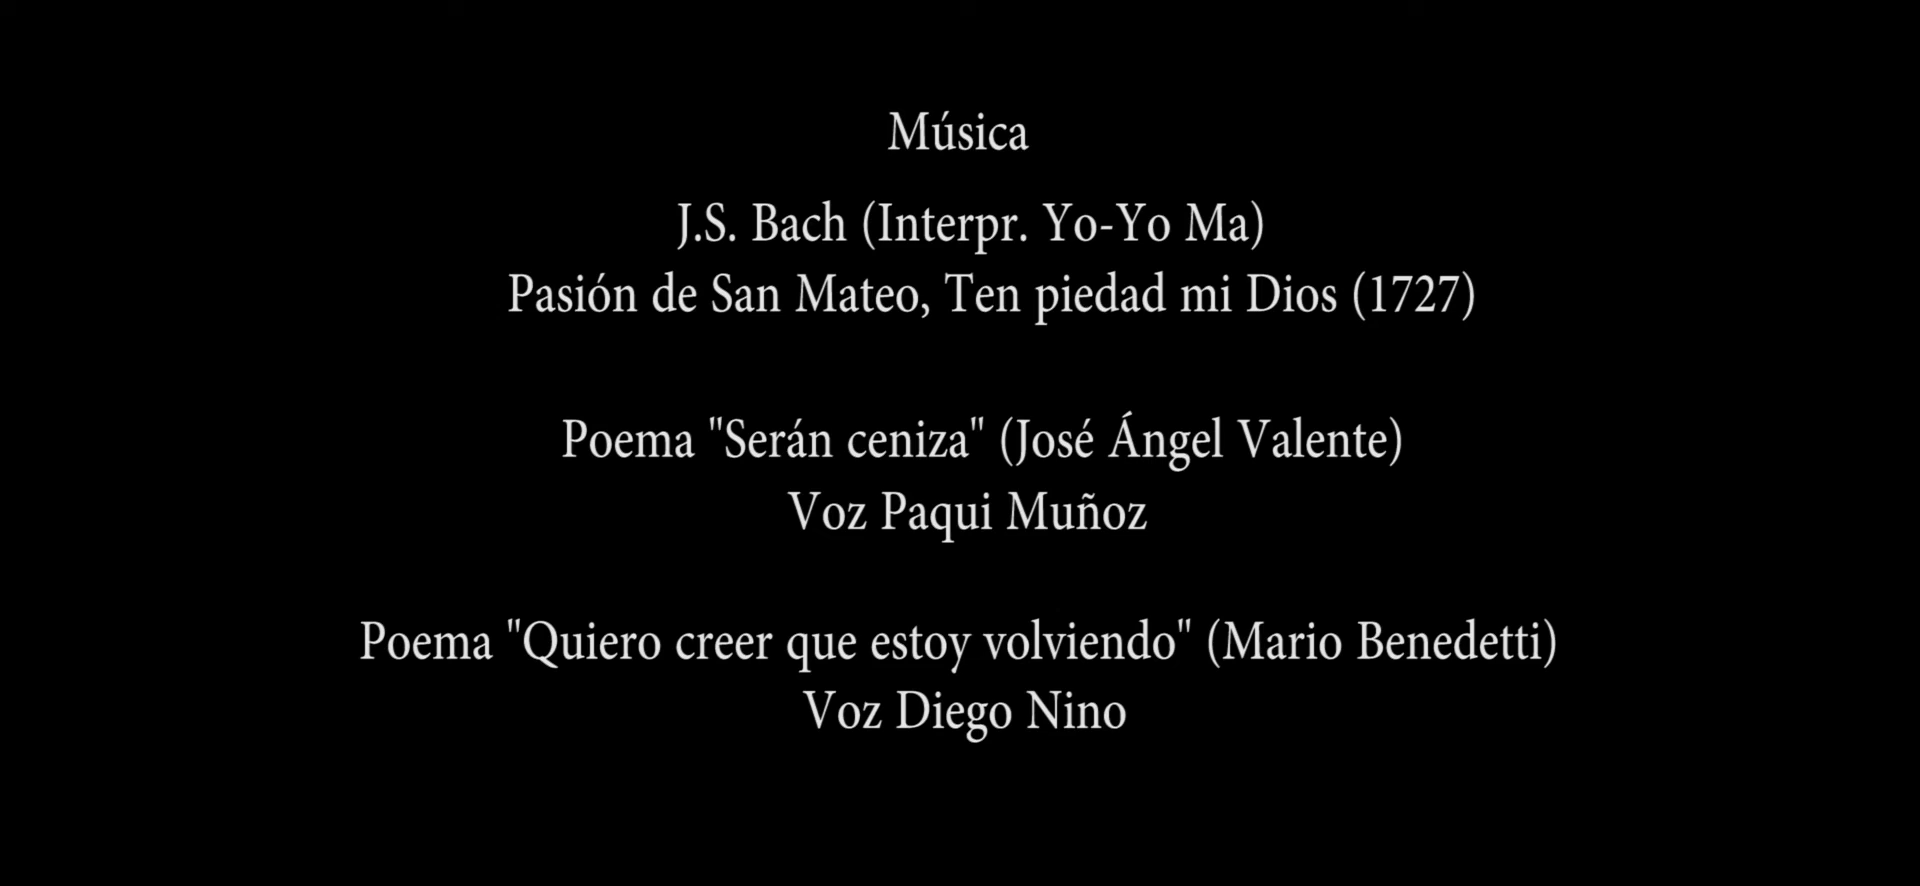 Música
J.S. Bach (Interpr. Yo-Yo Ma)
Pasión de San Mateo, Ten piedad mi Dios (1727)
Poema "Serán ceniza" (José Ángel Valente)
Voz Paqui Muñoz
Poema "Quiero creer que estoy volviendo" (Mario Benedetti)
Voz Diego Nino